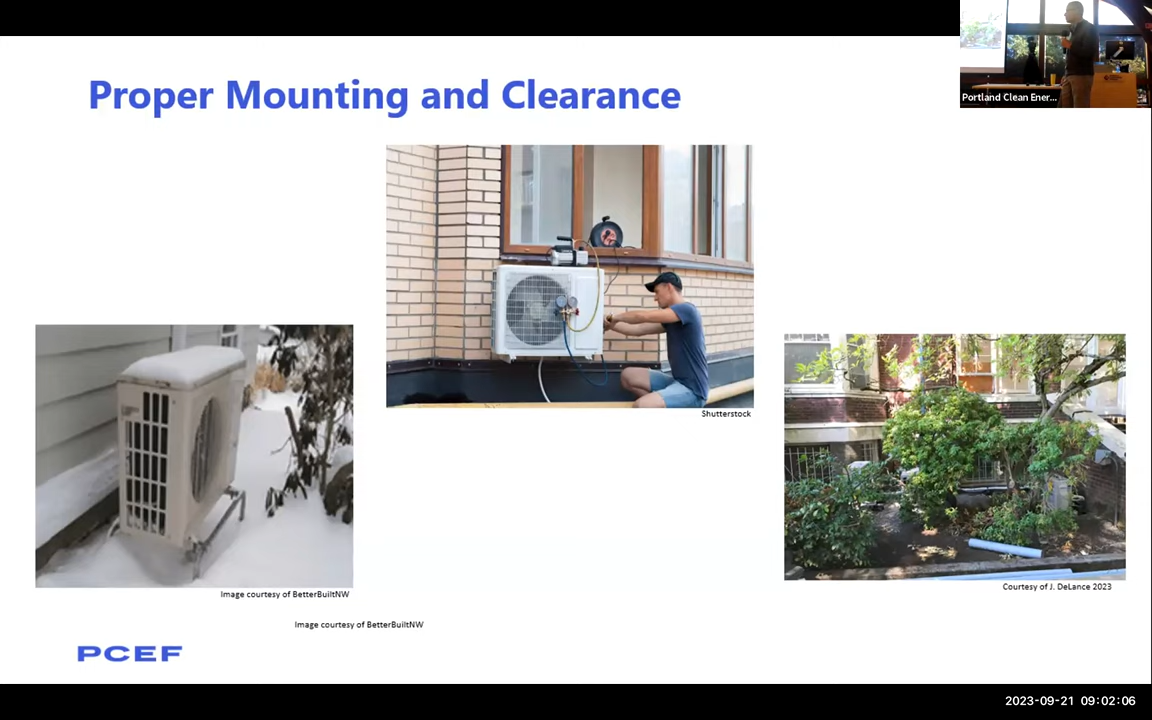 Proper Mounting and Clearance
Portland Clean Ener...
Shutterstock
Courtesy of J. DeLance 2023
Image courtesy of BetterBuiltNW
Image courtesy of BetterBuiltNW
PCEF
2023-09-21 09:02:06